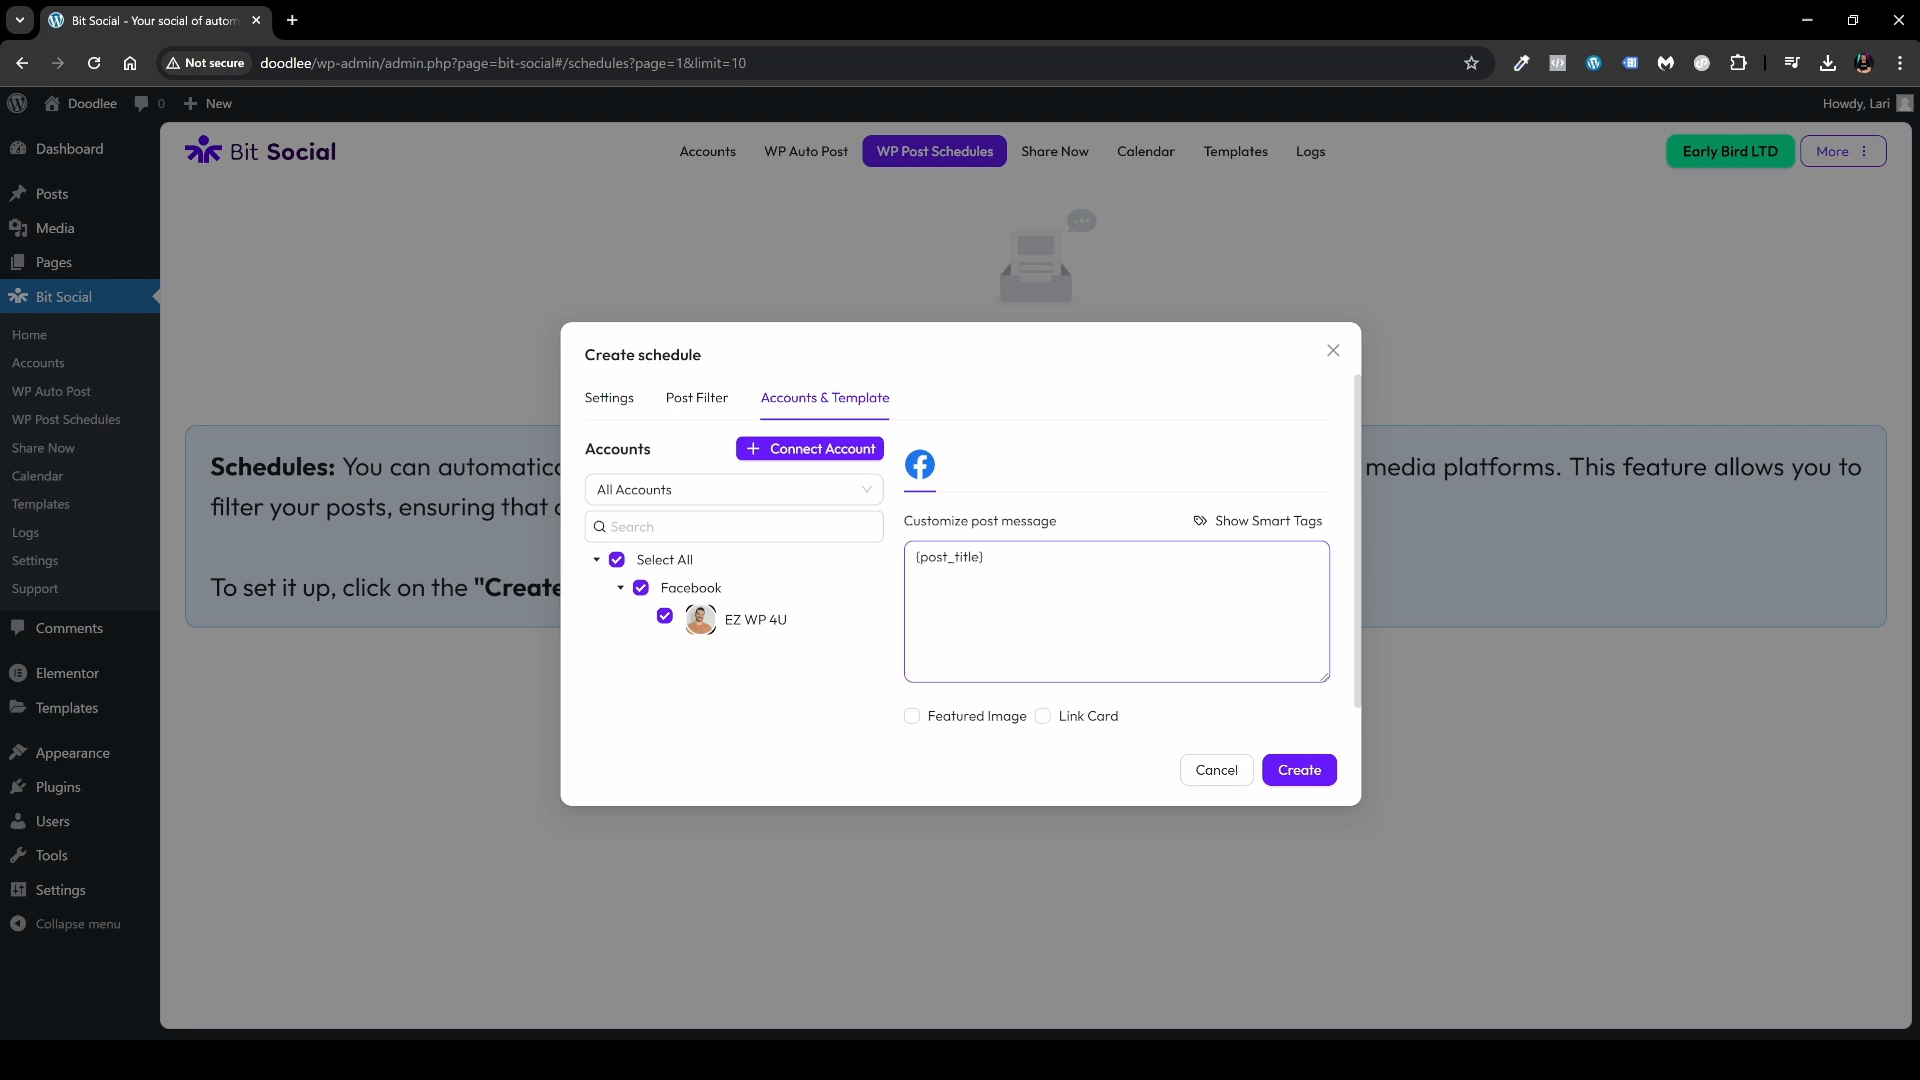 Bit Social - Your social of autom
Not secure
doodlee/wp-admin/admin.php?page=bit-social#/schedules?page=1&limit=10
Doodlee
0
New
Howdy, Lari
Dashboard
Posts
Media
Pages
Bit Social
Home
Accounts
WP Auto Post
WP Post Schedules
Share Now
Calendar
Templates
Logs
Settings
Support
Comments
Elementor
Templates
Appearance
Plugins
Users
Tools
Settings
Collapse menu
Bit Social
Accounts
WP Auto Post
WP Post Schedules
Share Now
Calendar
Templates
Logs
Early Bird LTD
More
Schedules: You can automatic
media platforms. This feature allows you to
filter your posts, ensuring that
To set it up, click on the "Create
Create schedule
Settings
Post Filter
Accounts & Template
Accounts
Connect Account
All Accounts
Search
Select All
Facebook
EZ WP 4U
Customize post message
Show Smart Tags
{post_title}
Featured Image
Link Card
Cancel
Create